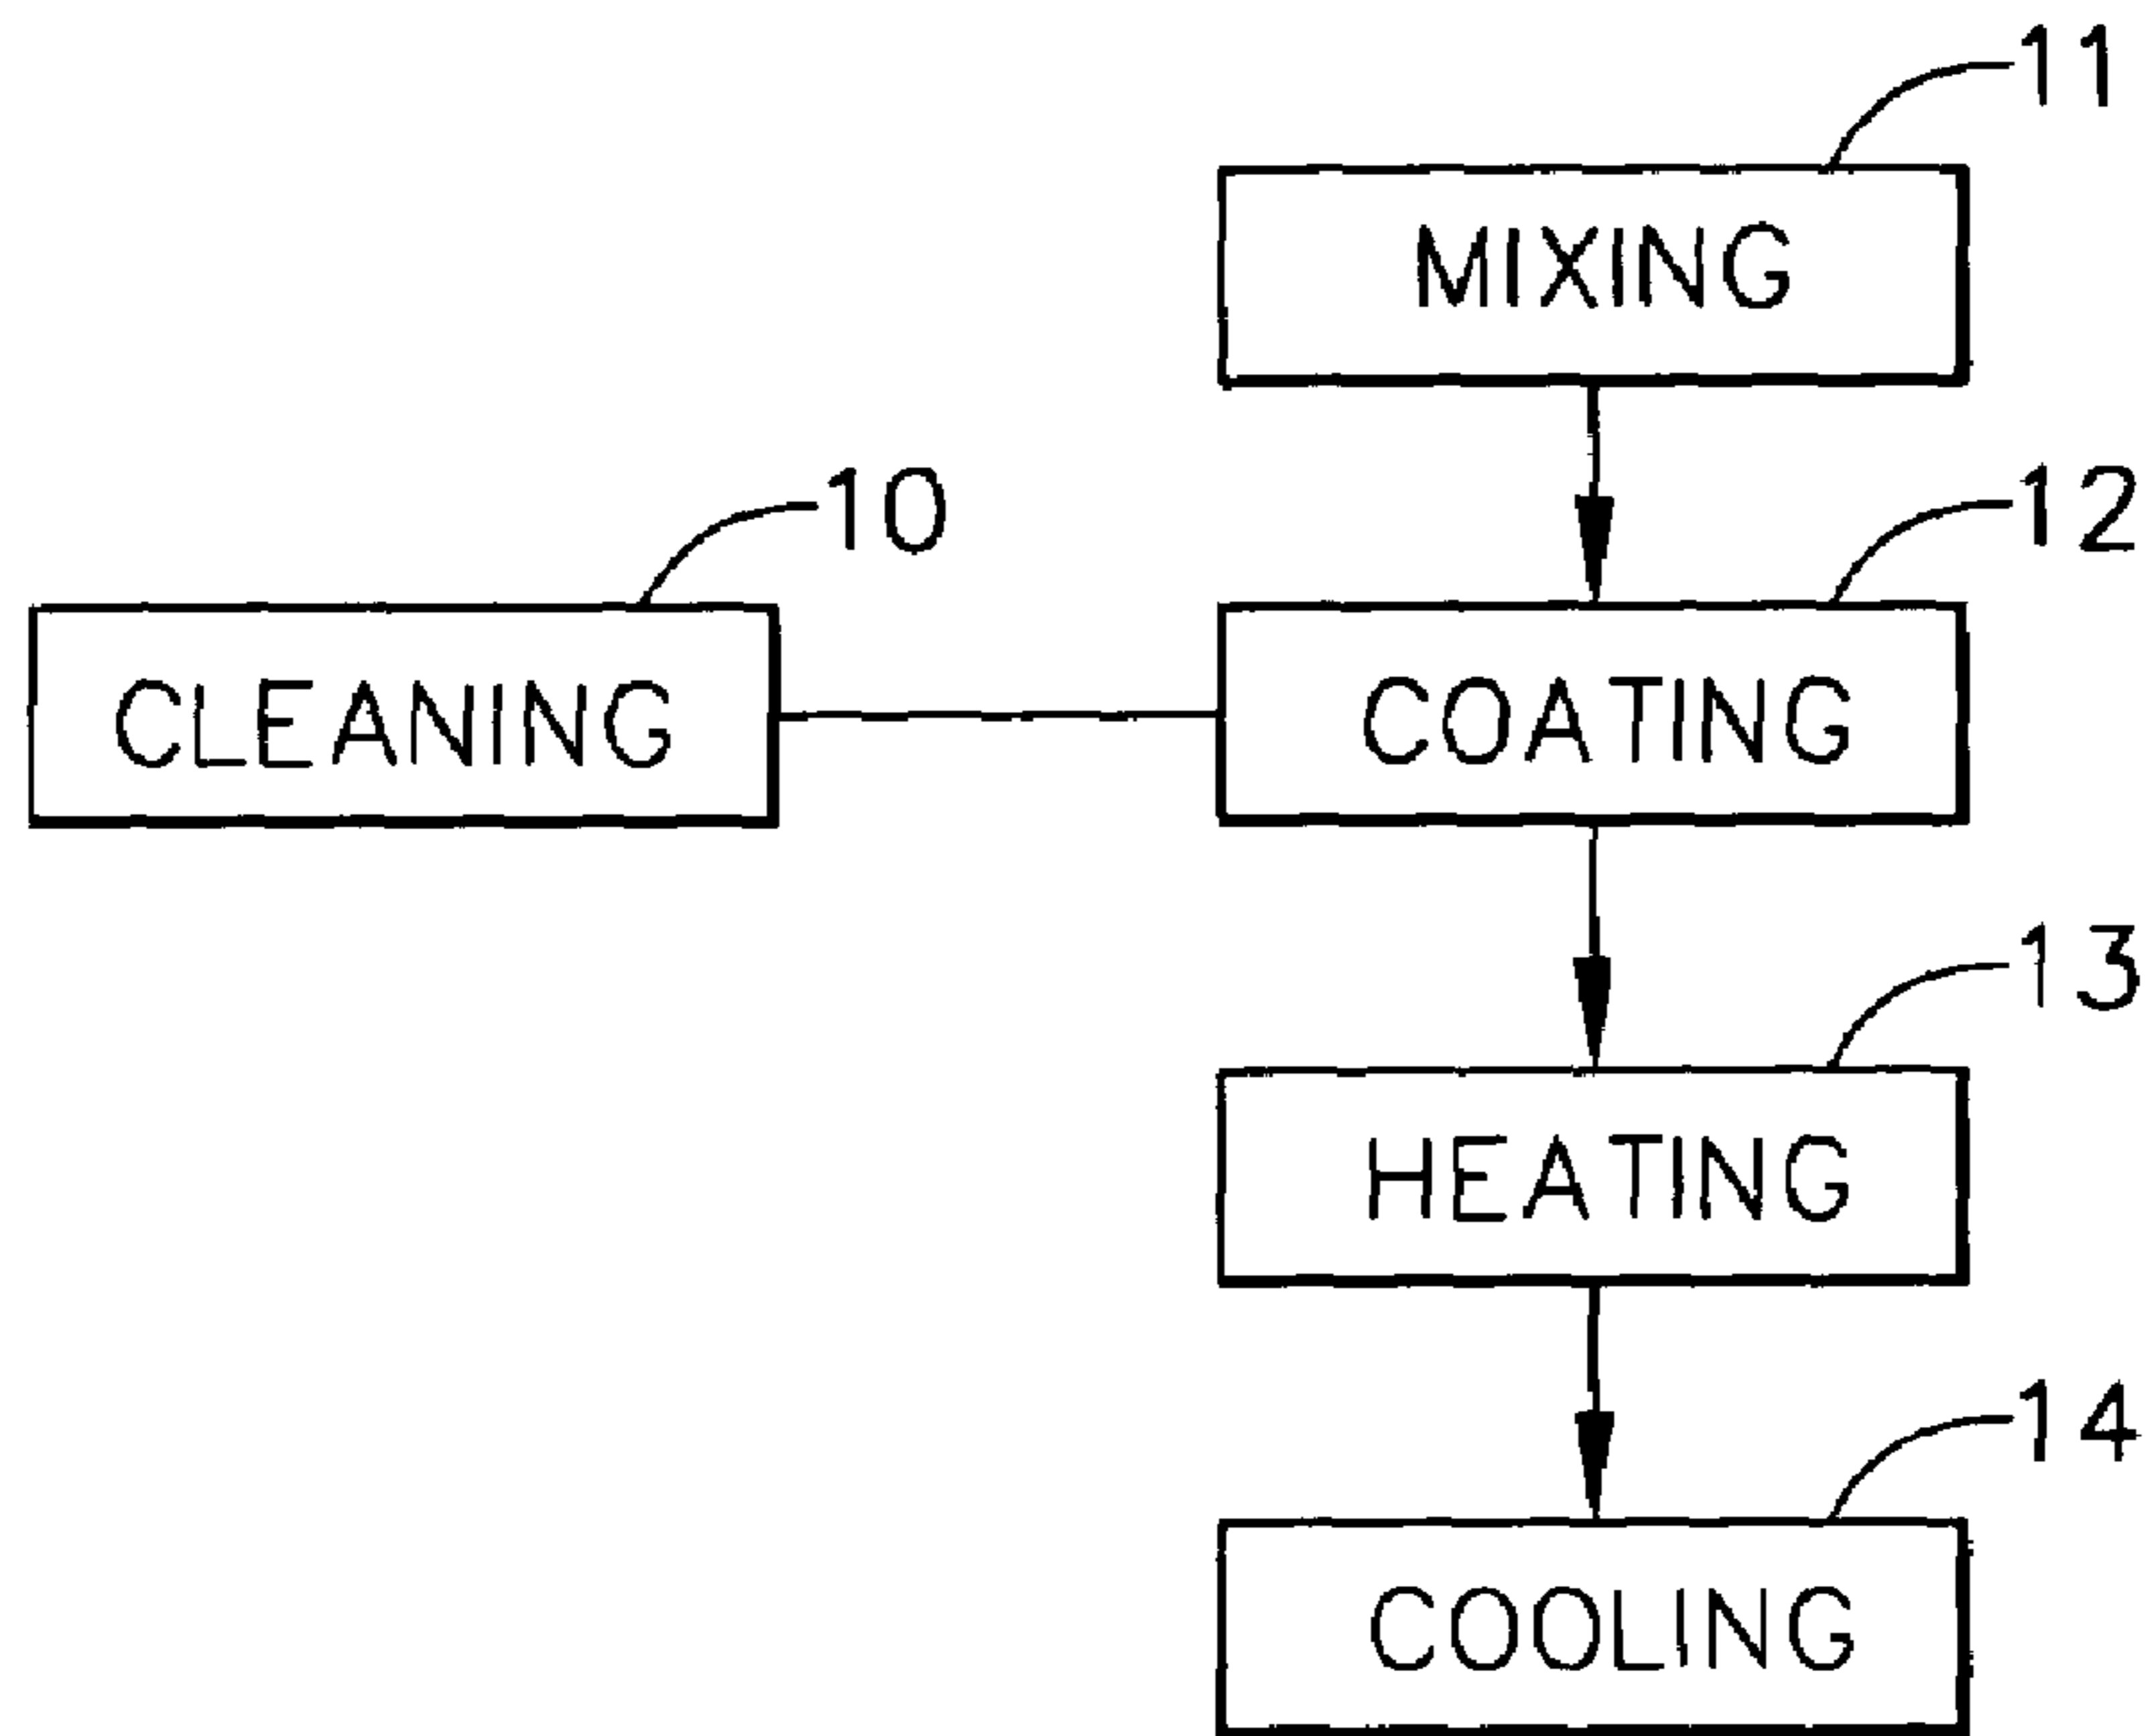 11
MIXING
10
12
CLEANING
COATING
13
HEATING
14
COOLING